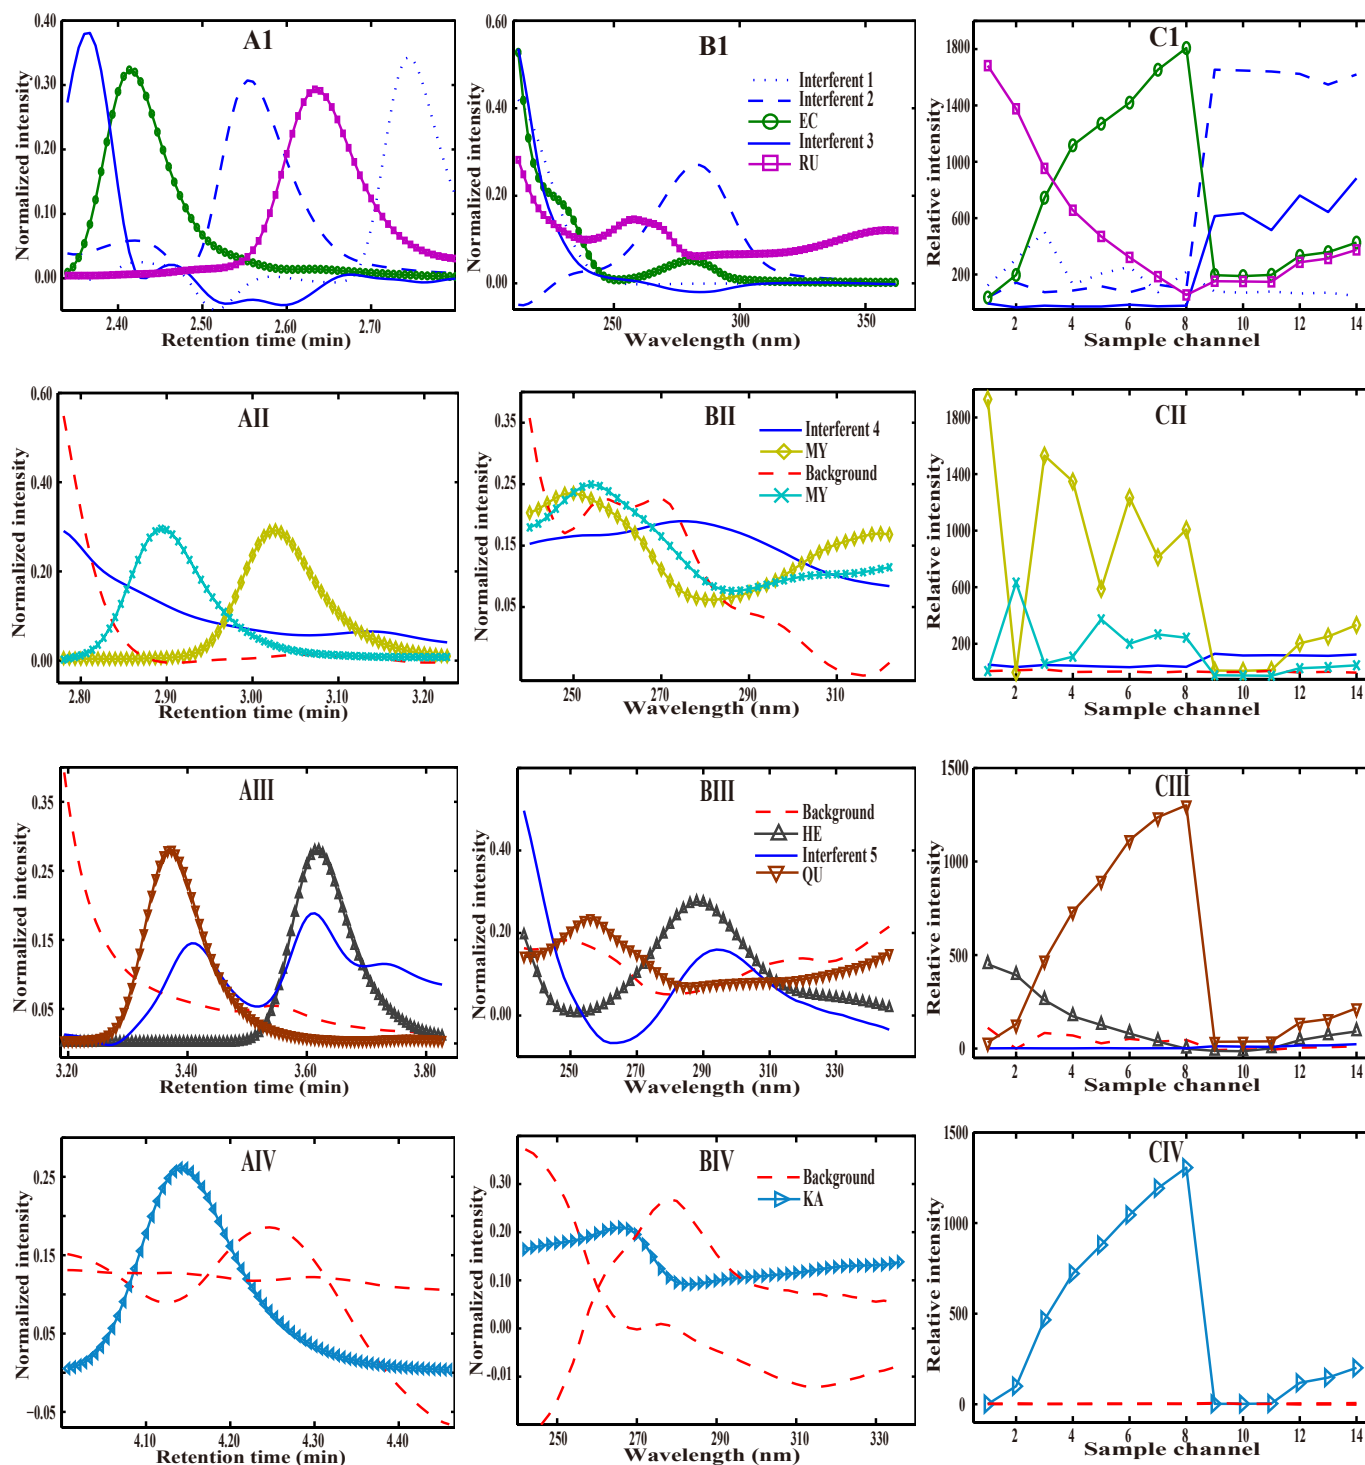 A1
0.40
0.30
0.20
0.10
0.00
Normalized intensity
2.40
2.50
2.60
2.70
Retention time (min)
B1
0.60
0.40
0.20
0.00
Normalized intensity
Interferent 1
Interferent 2
EC
Interferent 3
RU
250
300
350
Wavelength (nm)
C1
1800
1400
1000
600
200
Relative intensity
2
4
6
8
10
12
14
Sample channel
AII
0.60
0.40
0.20
0.00
Normalized intensity
2.80
2.90
3.00
3.10
3.20
Retention time (min)
BII
0.35
0.25
0.15
0.05
Normalized intensity
Interferent 4
MY
Background
MY
250
270
290
310
Wavelength (nm)
CII
1800
1400
1000
600
200
Relative intensity
2
4
6
8
10
12
14
Sample channel
AIII
0.35
0.25
0.15
0.05
Normalized intensity
3.20
3.40
3.60
3.80
Retention time (min)
BIII
0.40
0.20
0.00
Normalized intensity
Background
HE
Interferent 5
QU
250
270
290
310
330
Wavelength (nm)
CIII
1500
1000
500
0
Relative intensity
2
4
6
8
10
12
14
Sample channel
AIV
0.25
0.15
0.05
−0.05
Normalized intensity
4.10
4.20
4.30
4.40
Retention time (min)
BIV
0.30
0.20
0.10
0.00
-0.01
Normalized intensity
Background
KA
250
270
290
310
330
Wavelength (nm)
CIV
1500
1000
500
0
Relative intensity
2
4
6
8
10
12
14
Sample channel